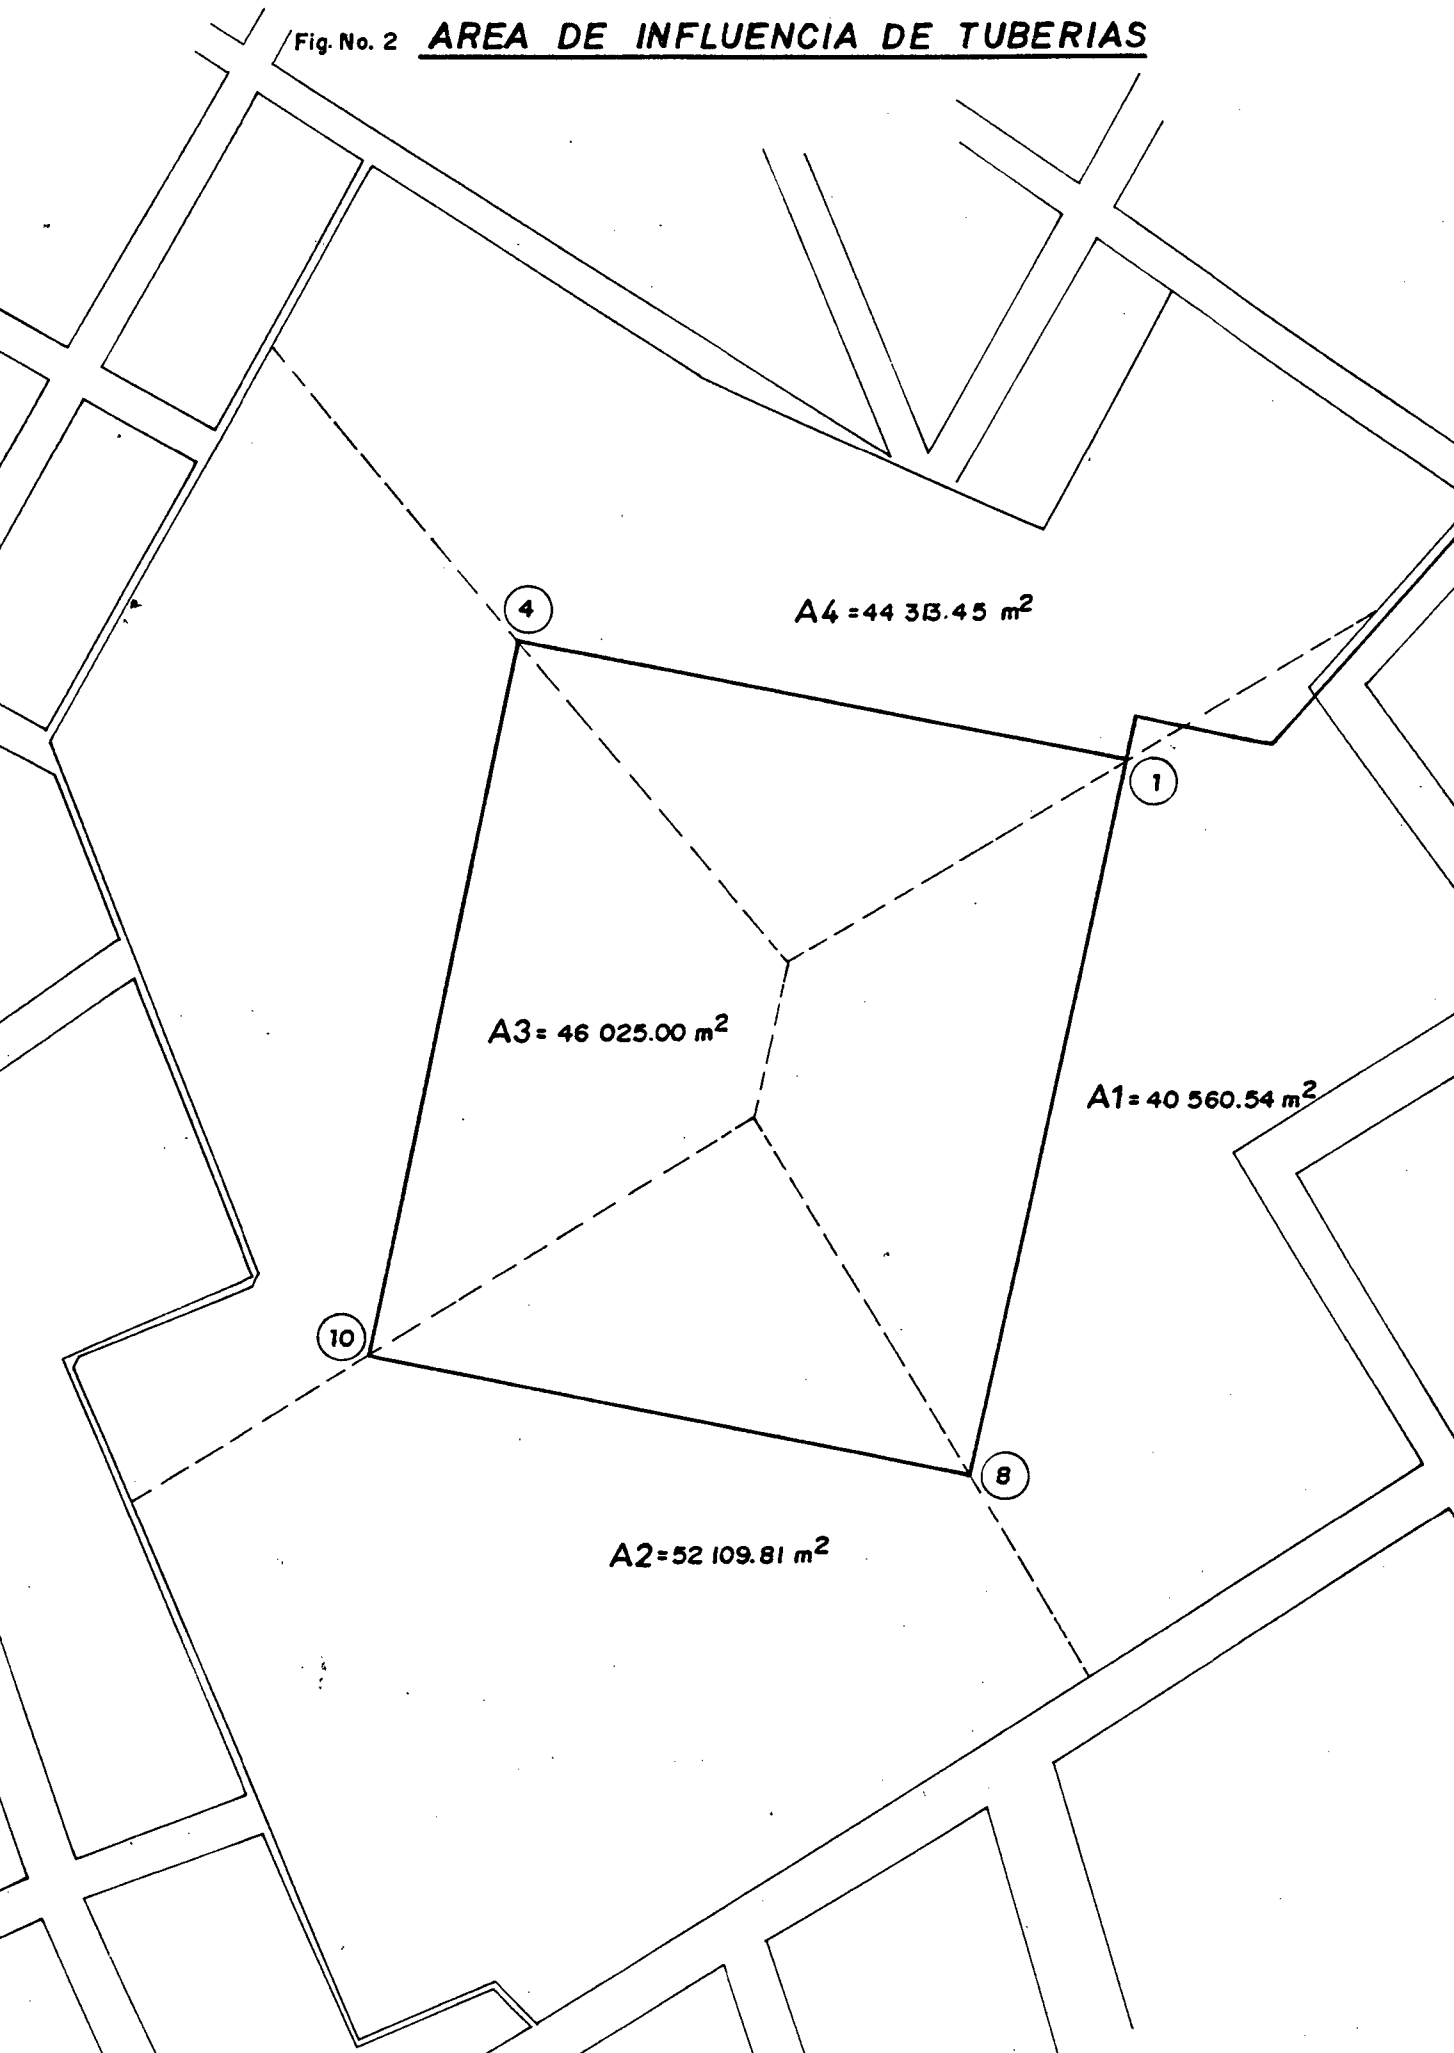 Fig. No. 2 AREA DE INFLUENCIA DE TUBERIAS
4
A4 = 44 313.45 m²
1
A3 = 46 025.00 m²
A1 = 40 560.54 m²
10
8
A2 = 52 109.81 m²